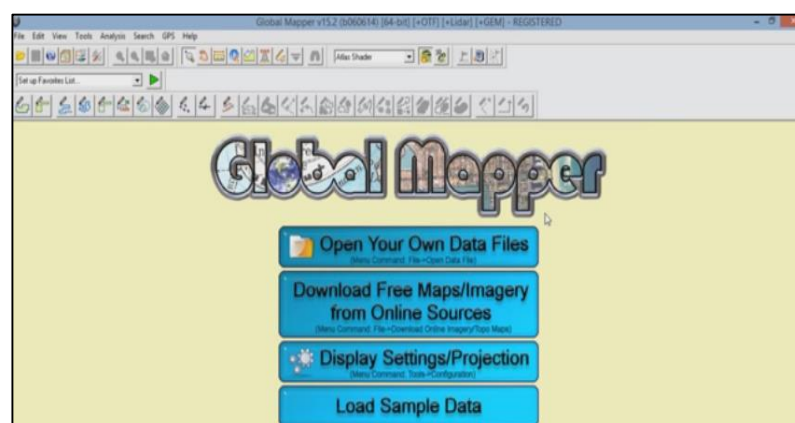 Global Mapper v15.2 (b060614) [64-bit] [+OTF] [+Lidar] [+GEM] - REGISTERED
File Edit View Tools Analysis Search GPS Help
Atlas Shader
Set up Favorites List...
Global Mapper
Open Your Own Data Files
(Menu Command: File->Open Data File)
Download Free Maps/Imagery
from Online Sources
(Menu Command: File->Download Online Imagery/Topo Maps)
Display Settings/Projection
(Menu Command: Tools->Configuration)
Load Sample Data